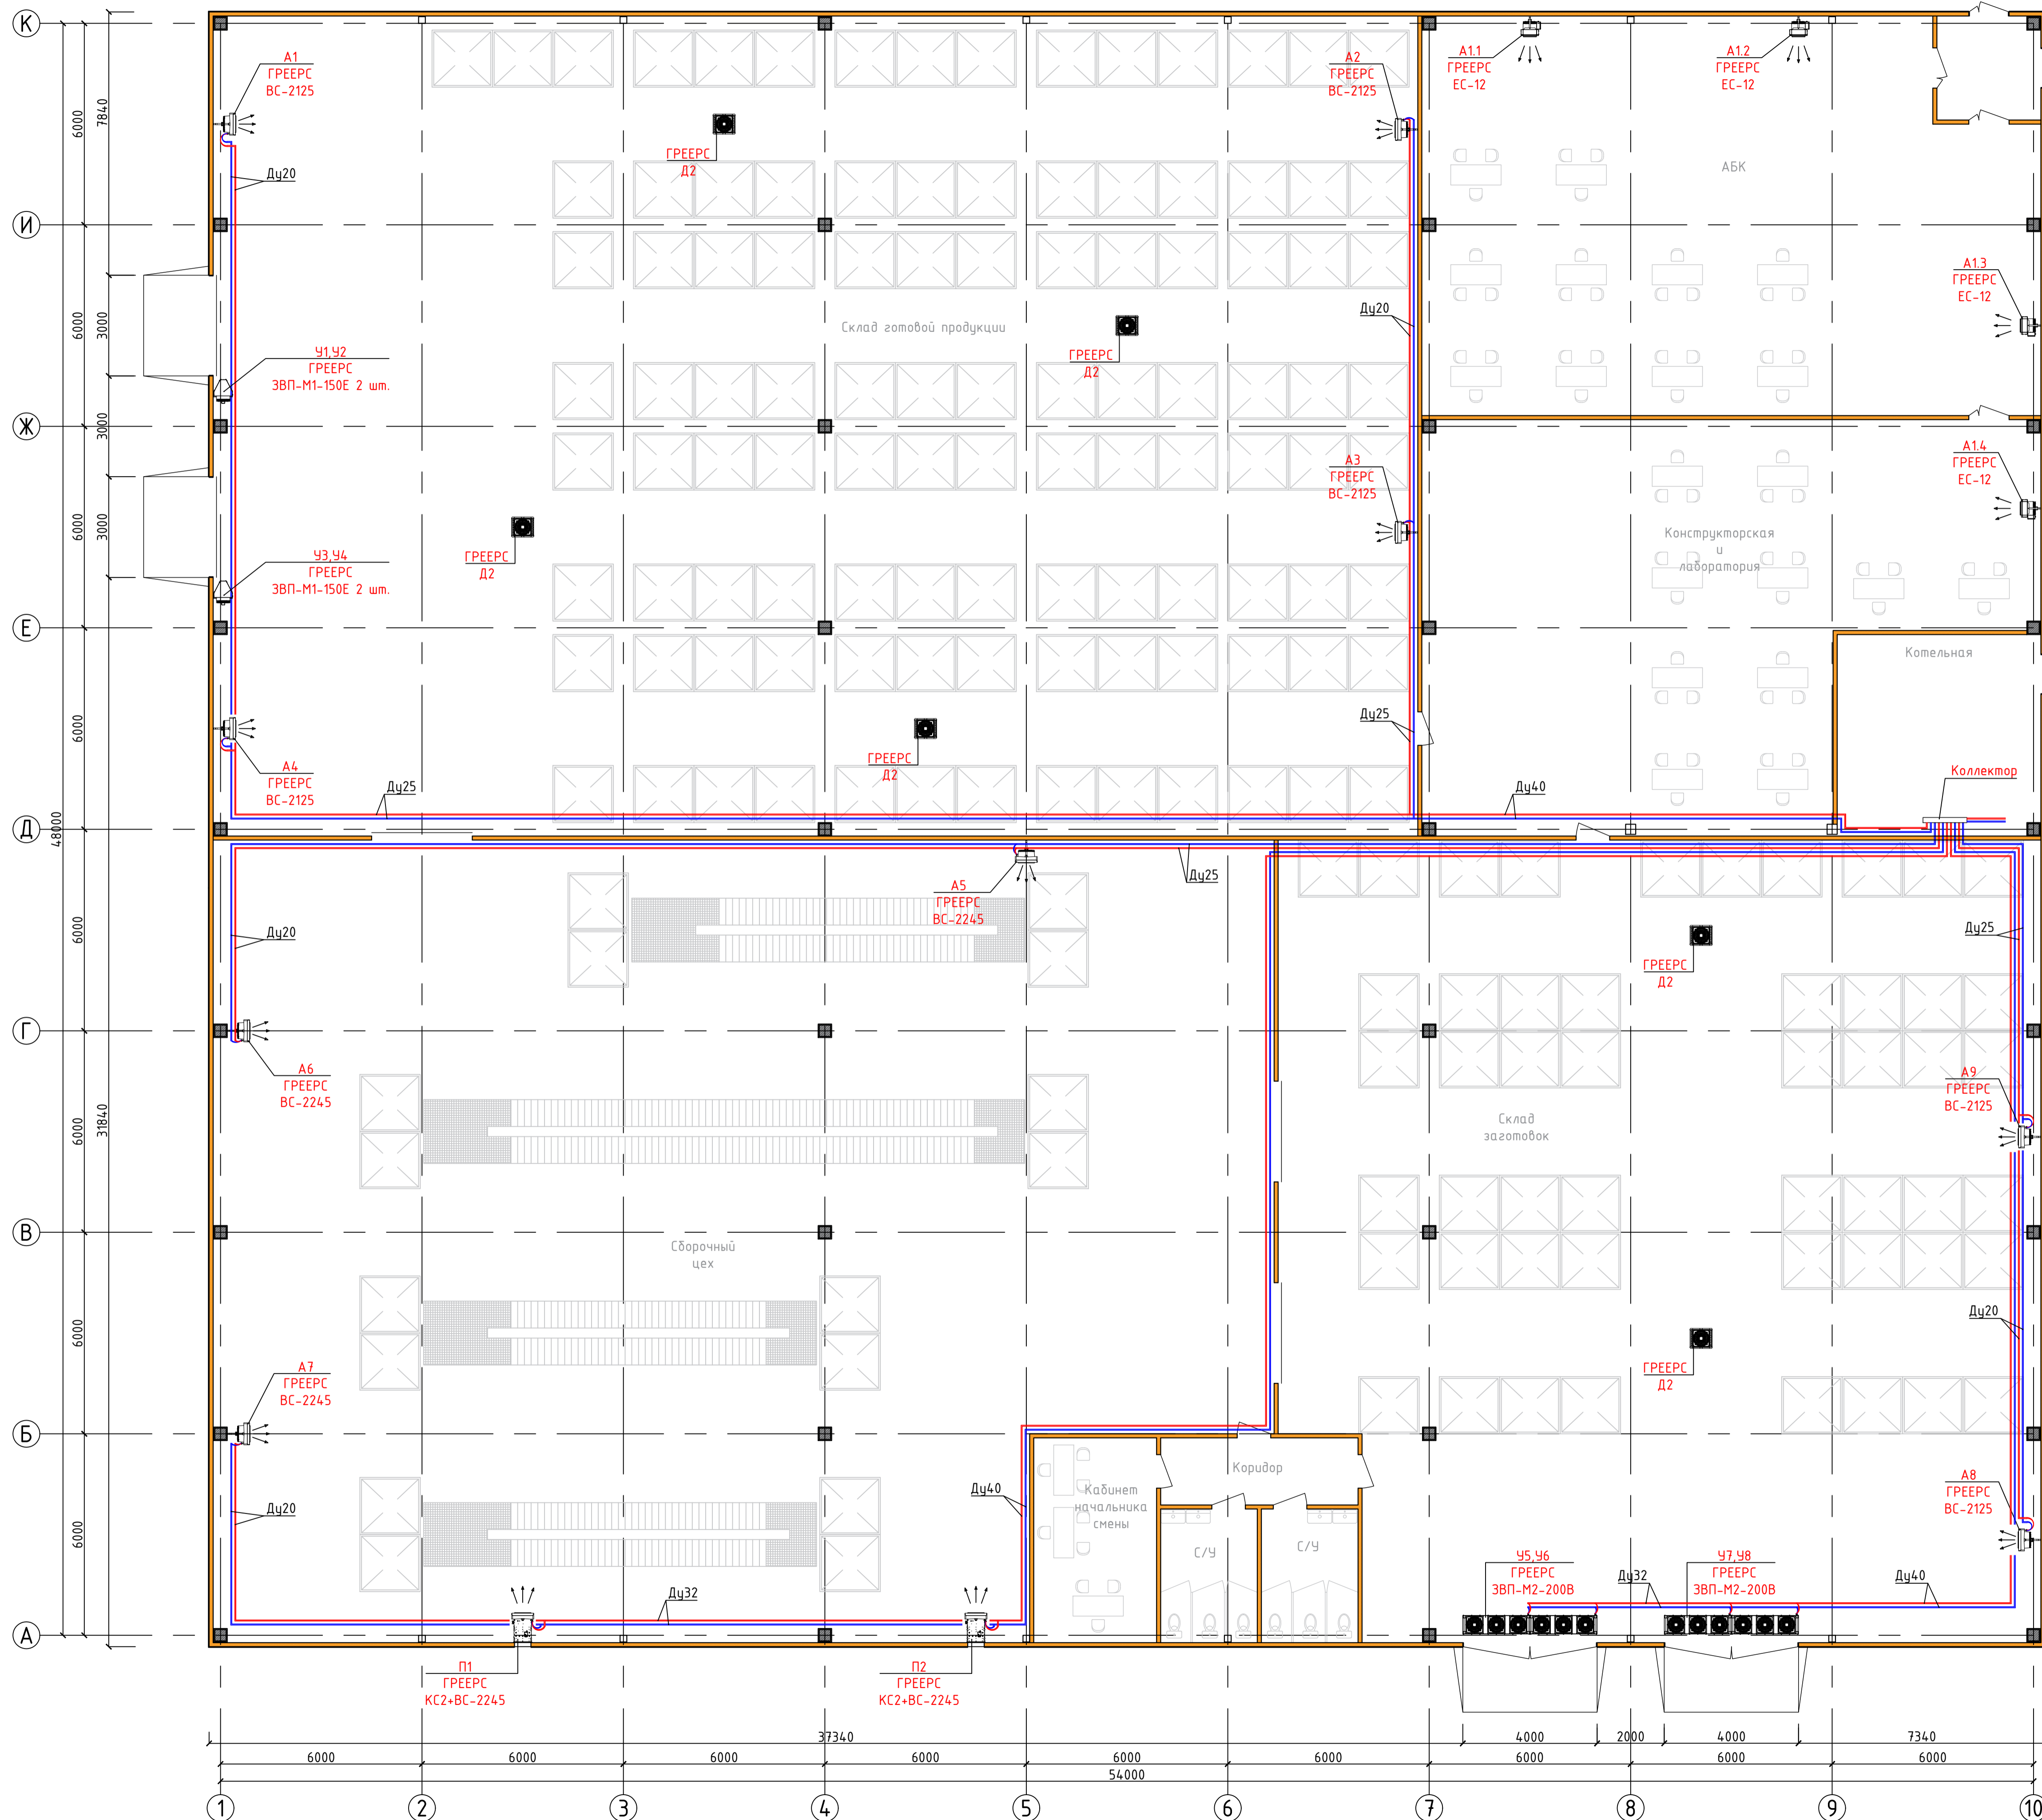 К
И
Ж
Е
Д
Г
В
Б
А
6000
6000
6000
6000
6000
6000
6000
6000
48000
7840
3000
3000
3000
31840
А1
ГРЕЕРС
ВС-2125
Ду20
ГРЕЕРС
Д2
А2
ГРЕЕРС
ВС-2125
А1.1
ГРЕЕРС
ЕС-12
А1.2
ГРЕЕРС
ЕС-12
АБК
А1.3
ГРЕЕРС
ЕС-12
Склад готовой продукции
Ду20
ГРЕЕРС
Д2
У1,У2
ГРЕЕРС
ЗВП-М1-150Е 2 шт.
А3
ГРЕЕРС
ВС-2125
А1.4
ГРЕЕРС
ЕС-12
Конструкторская
и
лаборатория
У3,У4
ГРЕЕРС
ЗВП-М1-150Е 2 шт.
ГРЕЕРС
Д2
Котельная
Ду25
ГРЕЕРС
Д2
А4
ГРЕЕРС
ВС-2125
Ду25
Ду40
Коллектор
А5
ГРЕЕРС
ВС-2245
Ду25
Ду20
Ду25
ГРЕЕРС
Д2
А6
ГРЕЕРС
ВС-2245
А9
ГРЕЕРС
ВС-2125
Склад
заготовок
Сборочный
цех
Ду20
ГРЕЕРС
Д2
А7
ГРЕЕРС
ВС-2245
Ду20
Ду40
Кабинет
начальника
смены
Коридор
С/У
С/У
А8
ГРЕЕРС
ВС-2125
У5,У6
ГРЕЕРС
ЗВП-М2-200В
Ду32
У7,У8
ГРЕЕРС
ЗВП-М2-200В
Ду40
Ду32
П1
ГРЕЕРС
КС2+ВС-2245
П2
ГРЕЕРС
КС2+ВС-2245
37340
4000
2000
4000
7340
6000
6000
6000
6000
6000
6000
6000
6000
6000
54000
1
2
3
4
5
6
7
8
9
10